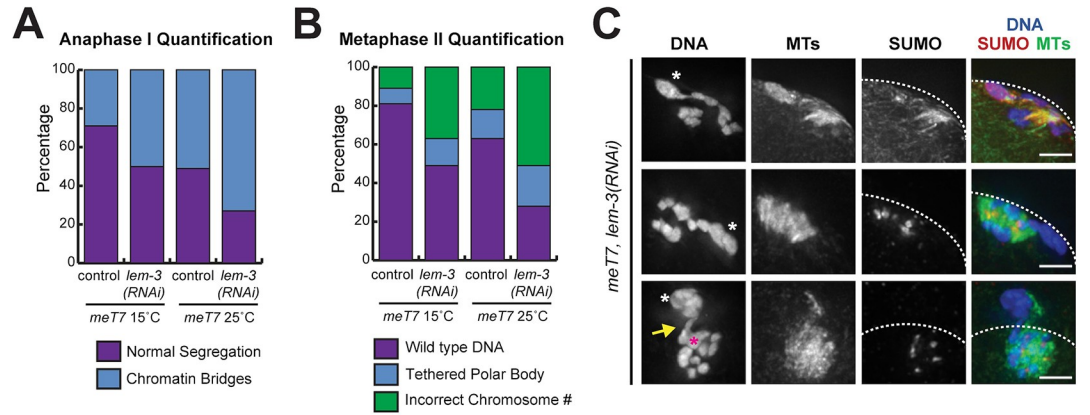 A
Anaphase I Quantification
Percentage
100
80
60
40
20
0
control lem-3 control lem-3
(RNAi) (RNAi)
meT7 15˚C meT7 25˚C
Normal Segregation
Chromatin Bridges
B
Metaphase II Quantification
Percentage
100
80
60
40
20
0
control lem-3 control lem-3
(RNAi) (RNAi)
meT7 15˚C meT7 25˚C
Wild type DNA
Tethered Polar Body
Incorrect Chromosome #
C
DNA MTs SUMO DNA
SUMO MTs
meT7, lem-3(RNAi)
*
*
*
*